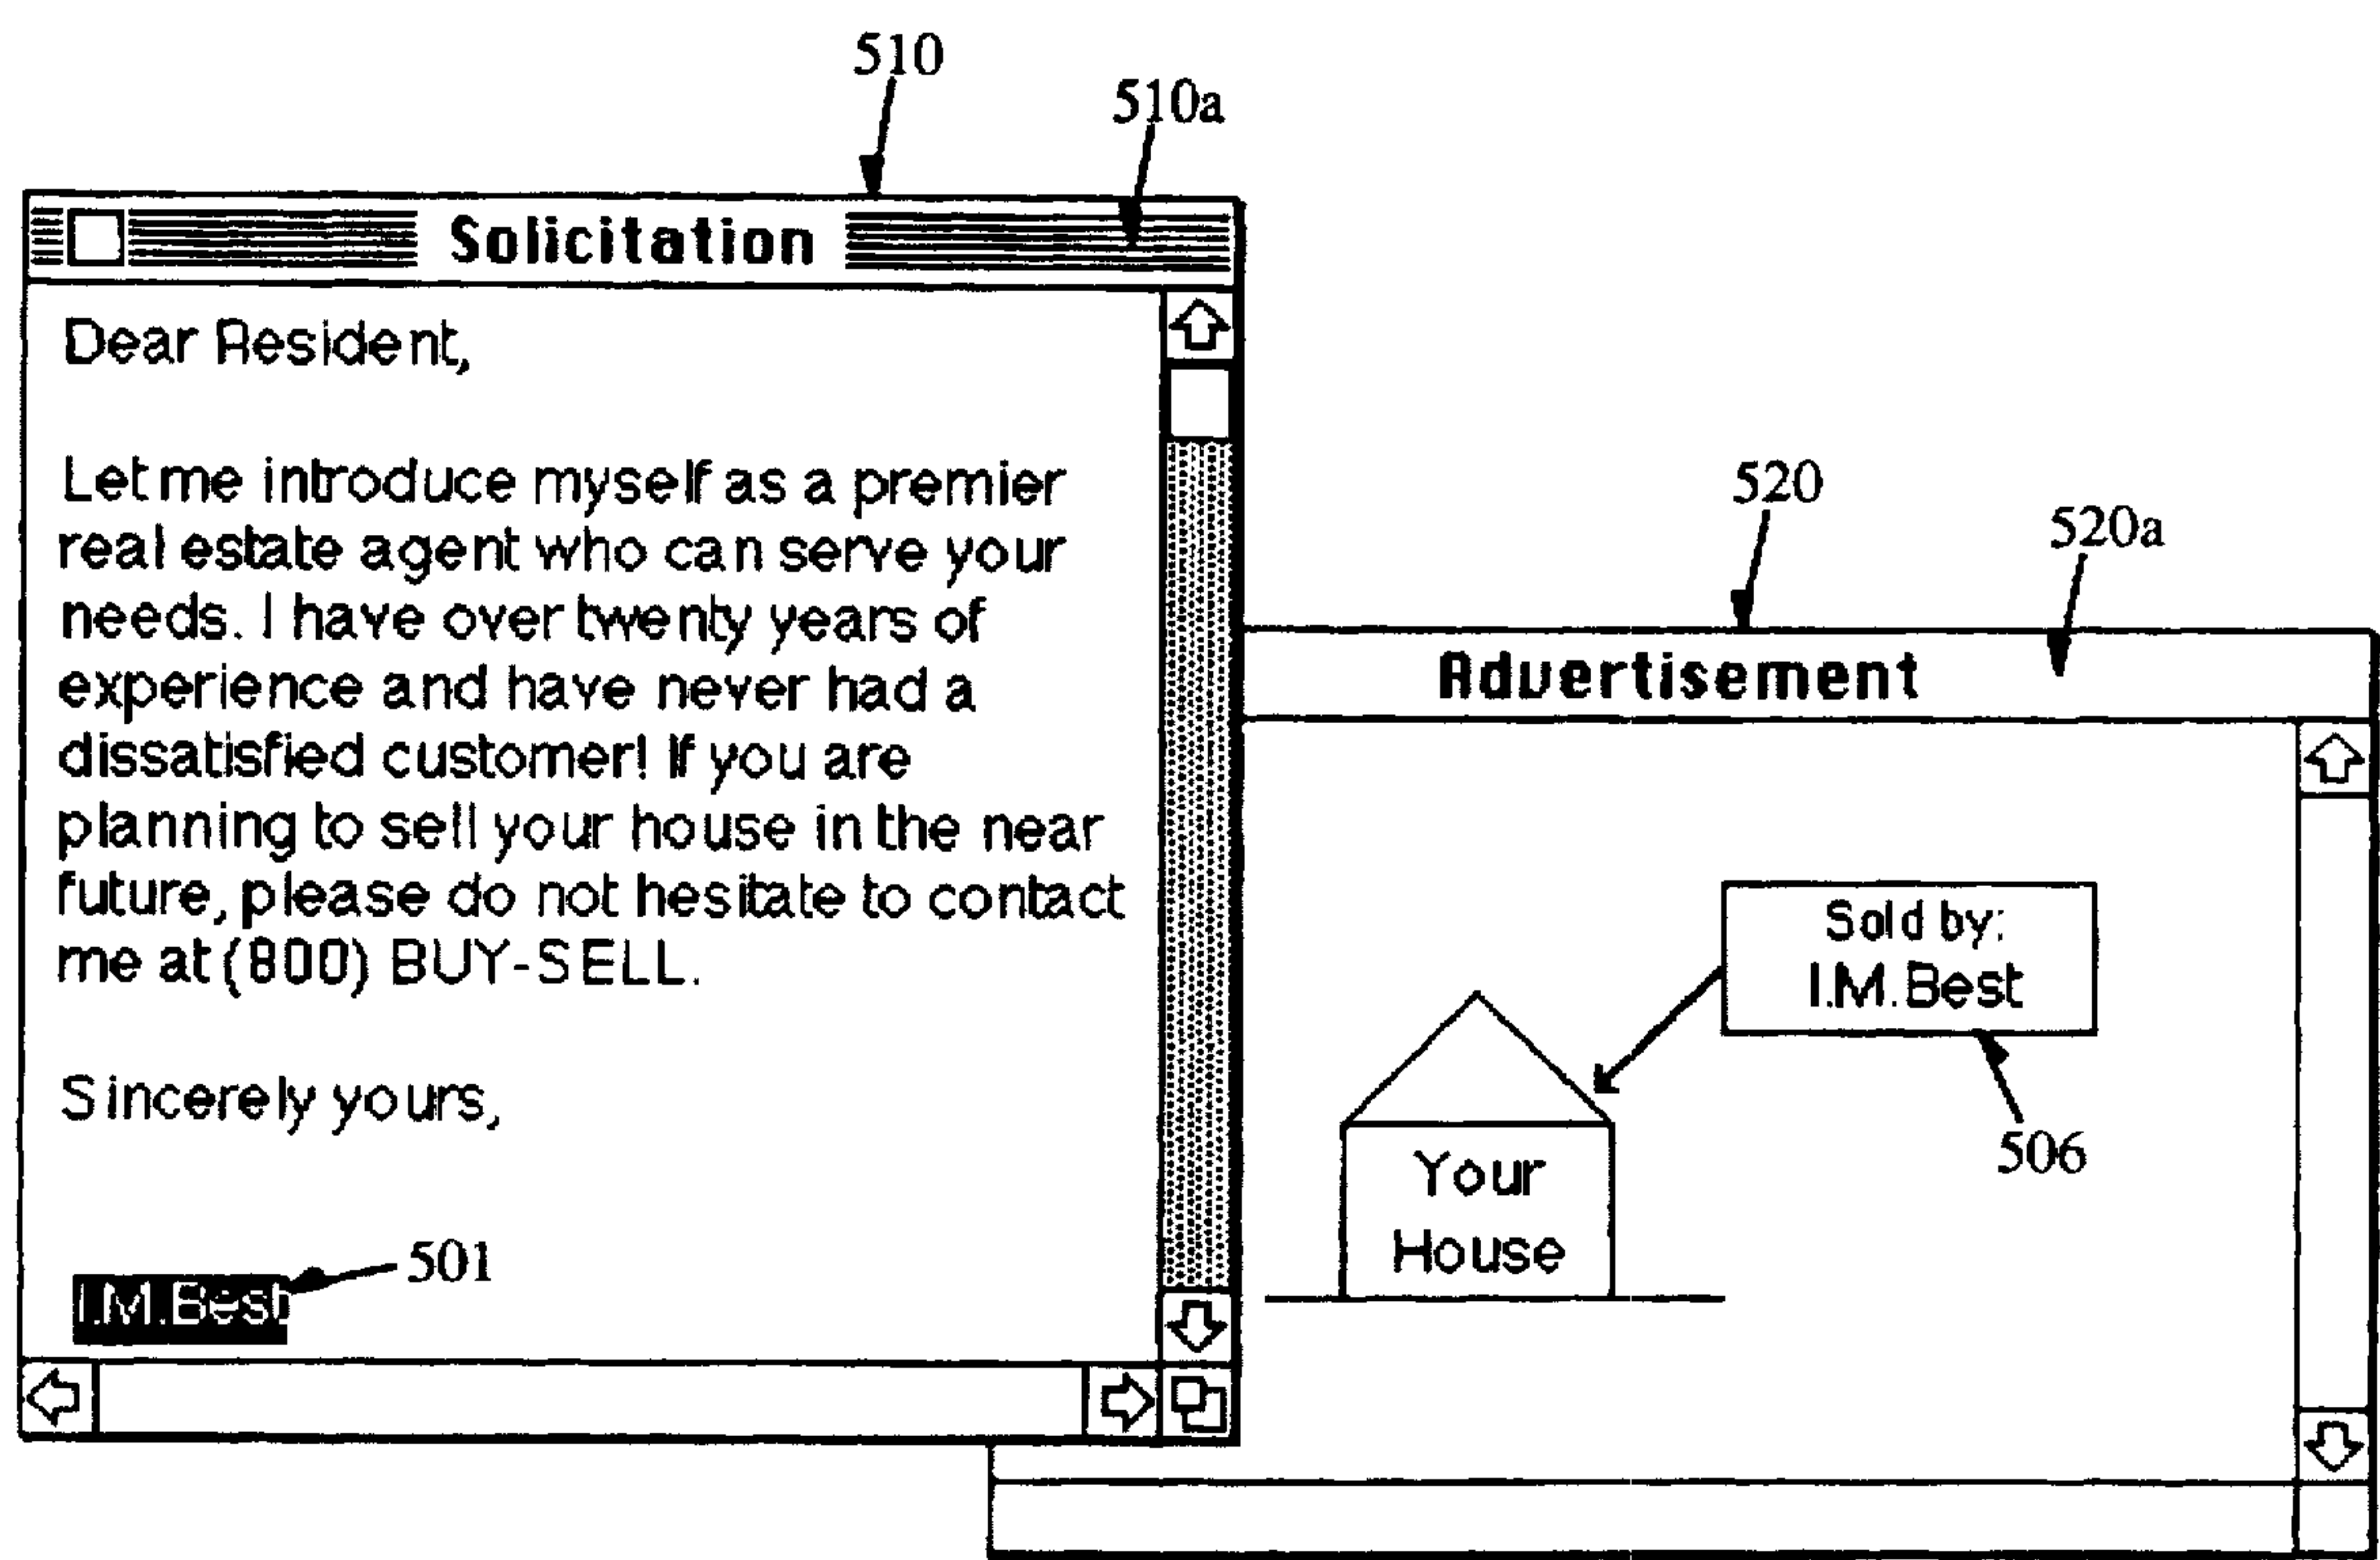 510
510a
Solicitation
Dear Resident,
Let me introduce myself as a premier
real estate agent who can serve your
needs. I have over twenty years of
experience and have never had a
dissatisfied customer! If you are
planning to sell your house in the near
future, please do not hesitate to contact
me at (800) BUY-SELL.
Sincerely yours,
I.M.Best
501
520
520a
Advertisement
Sold by:
I.M.Best
506
Your
House